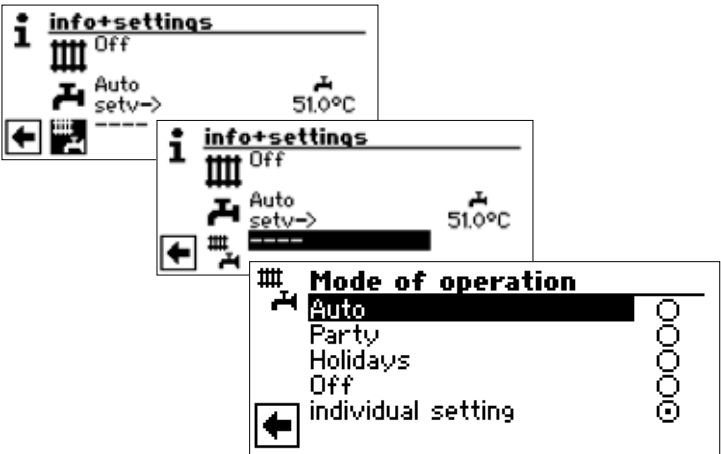 i info+settings
Off
Auto
setv-> 51.0°C
----
i info+settings
Off
Auto
setv-> 51.0°C
----
Mode of operation
Auto
Party
Holidays
Off
individual setting